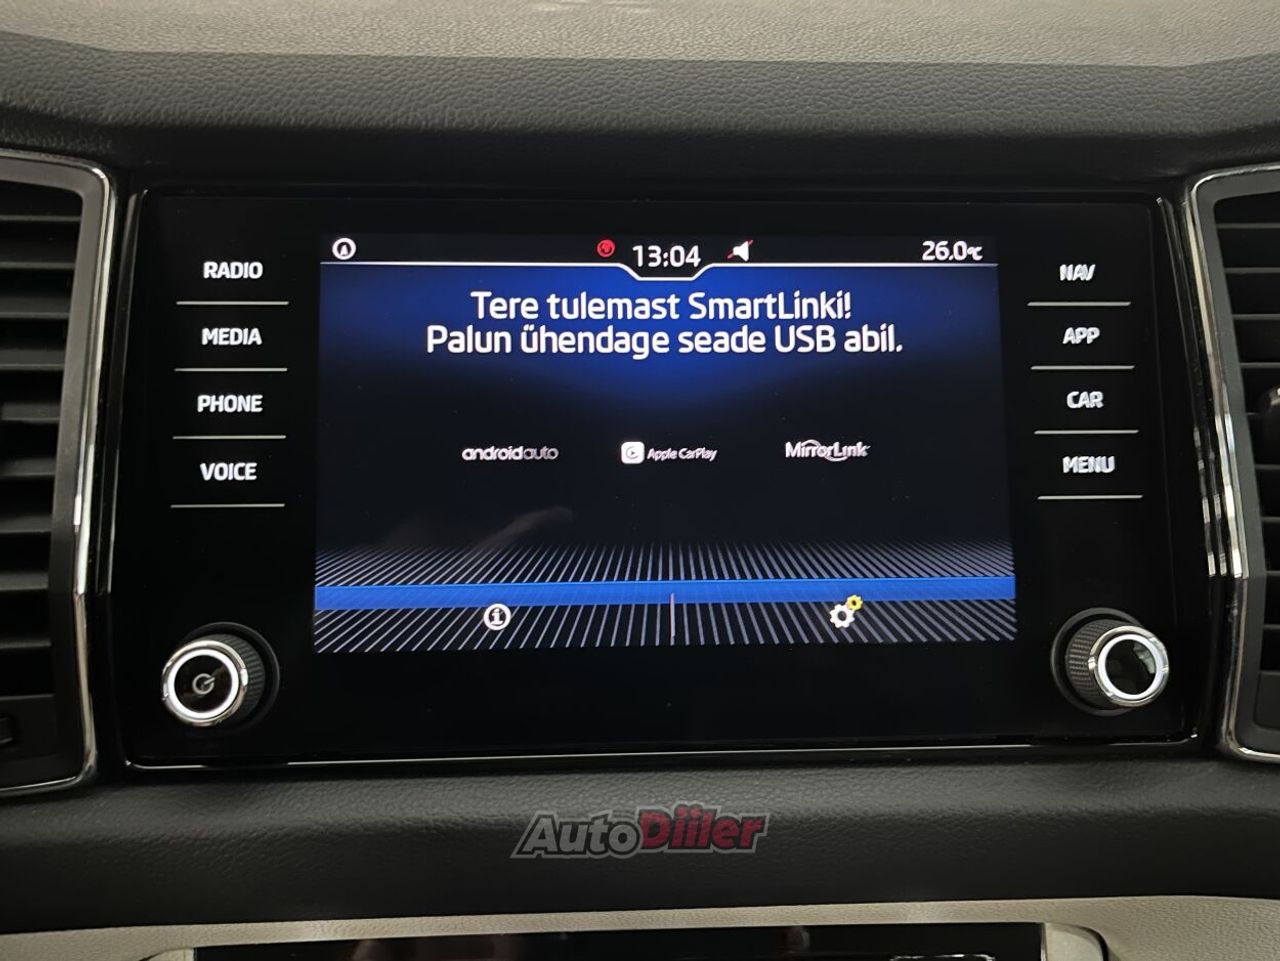 13:04
26.0°C
Tere tulemast SmartLinki!
Palun ühendage seade USB abil.
androidauto
Apple CarPlay
MirrorLink
RADIO
MEDIA
PHONE
VOICE
NAV
APP
CAR
MENU
AutoDiiler